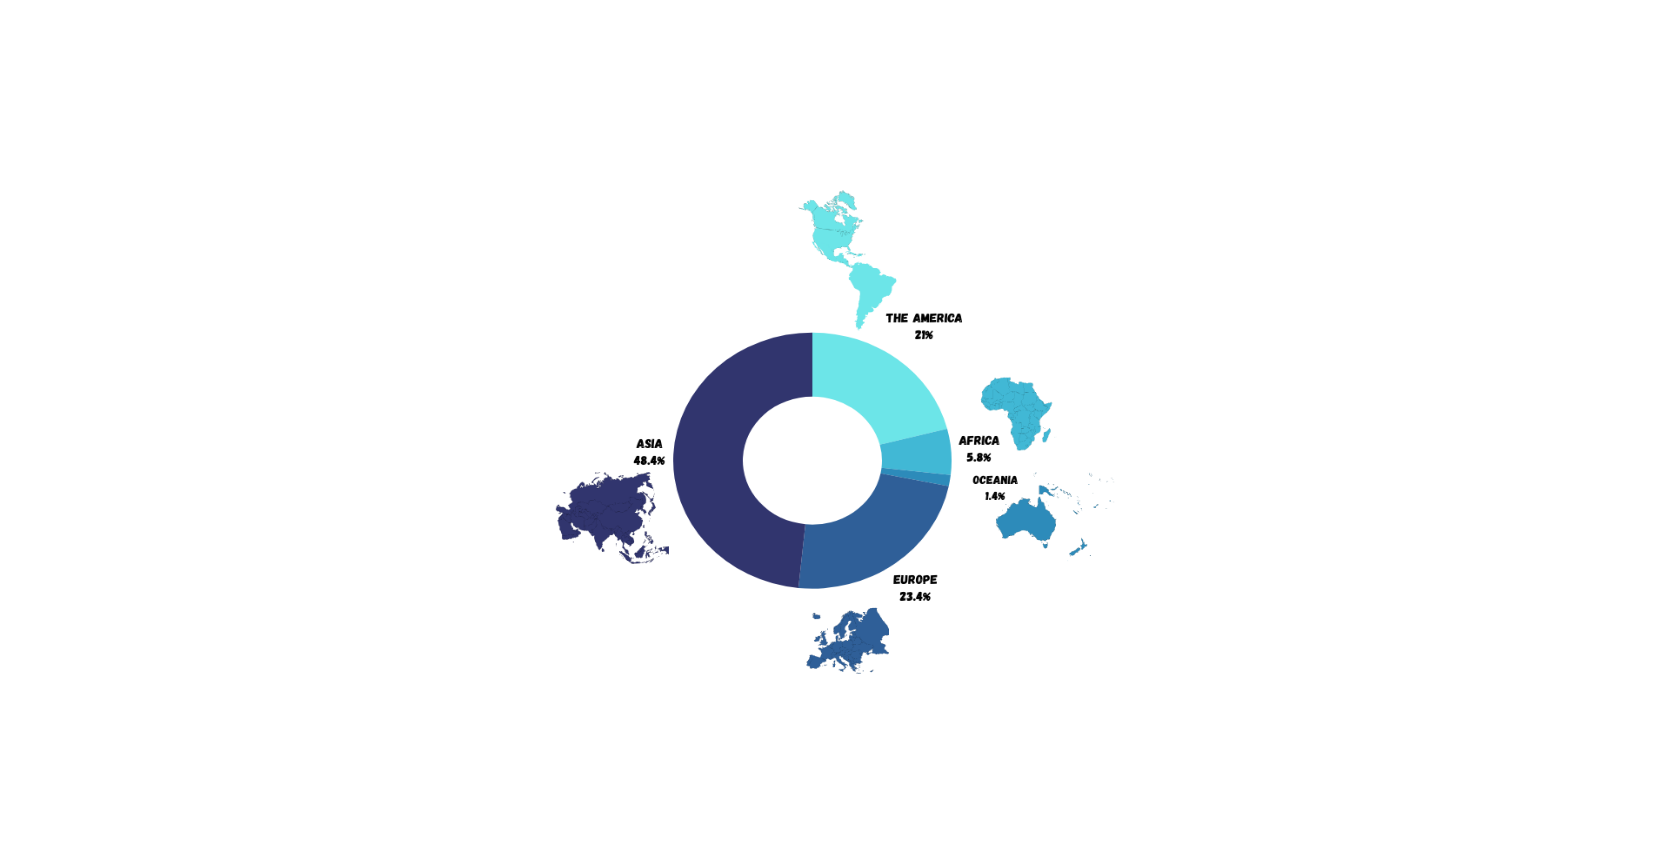 THE AMERICA
21%
AFRICA
5.8%
ASIA
48.4%
OCEANIA
1.4%
EUROPE
23.4%